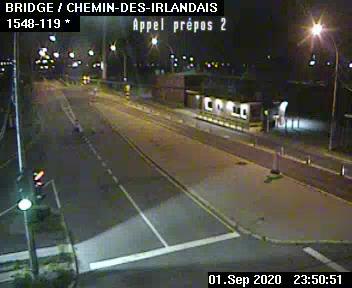 BRIDGE / CHEMIN-DES-IRLANDAIS
1548-119 *
Appel prépos 2
01.Sep 2020 23:50:51